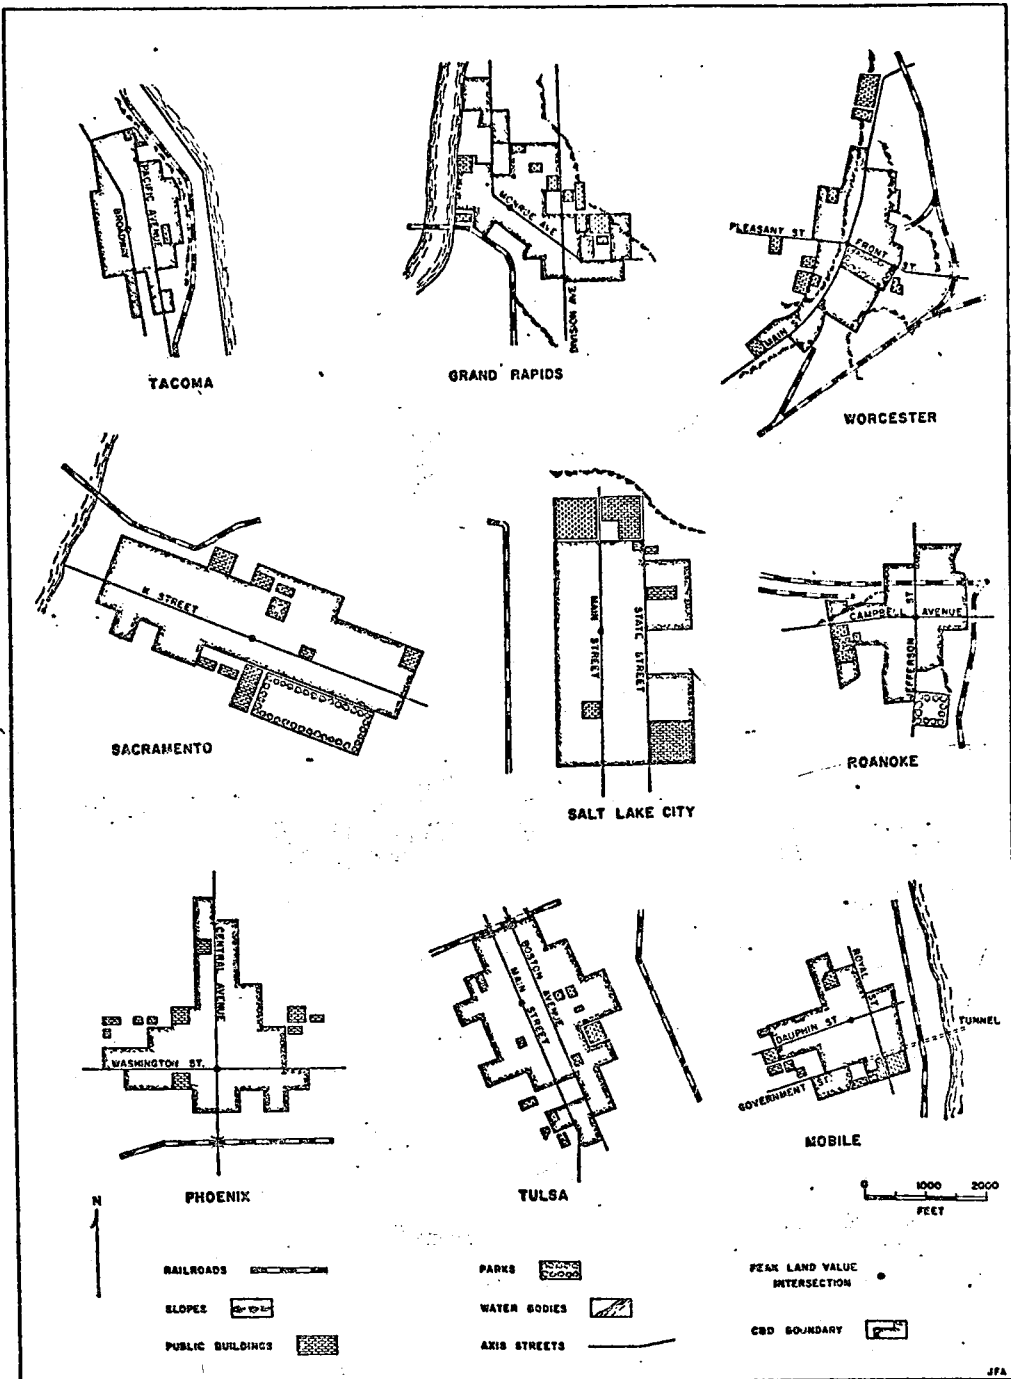 PACIFIC AVENUE
BROADWAY
TACOMA
MONROE AVE
DIVISION AVE
GRAND RAPIDS
PLEASANT ST
FRONT ST
MAIN ST
WORCESTER
K STREET
SACRAMENTO
MAIN STREET
STATE STREET
SALT LAKE CITY
CAMPBELL AVENUE
JEFFERSON ST
ROANOKE
CENTRAL AVENUE
WASHINGTON ST.
PHOENIX
BOSTON AVENUE
MAIN STREET
TULSA
ROYAL ST
DAUPHIN ST
TUNNEL
GOVERNMENT ST.
MOBILE
0 1000 2000
FEET
N
RAILROADS
PARKS
PEAK LAND VALUE
INTERSECTION
SLOPES
WATER BODIES
CBD BOUNDARY
PUBLIC BUILDINGS
AXIS STREETS
JFA